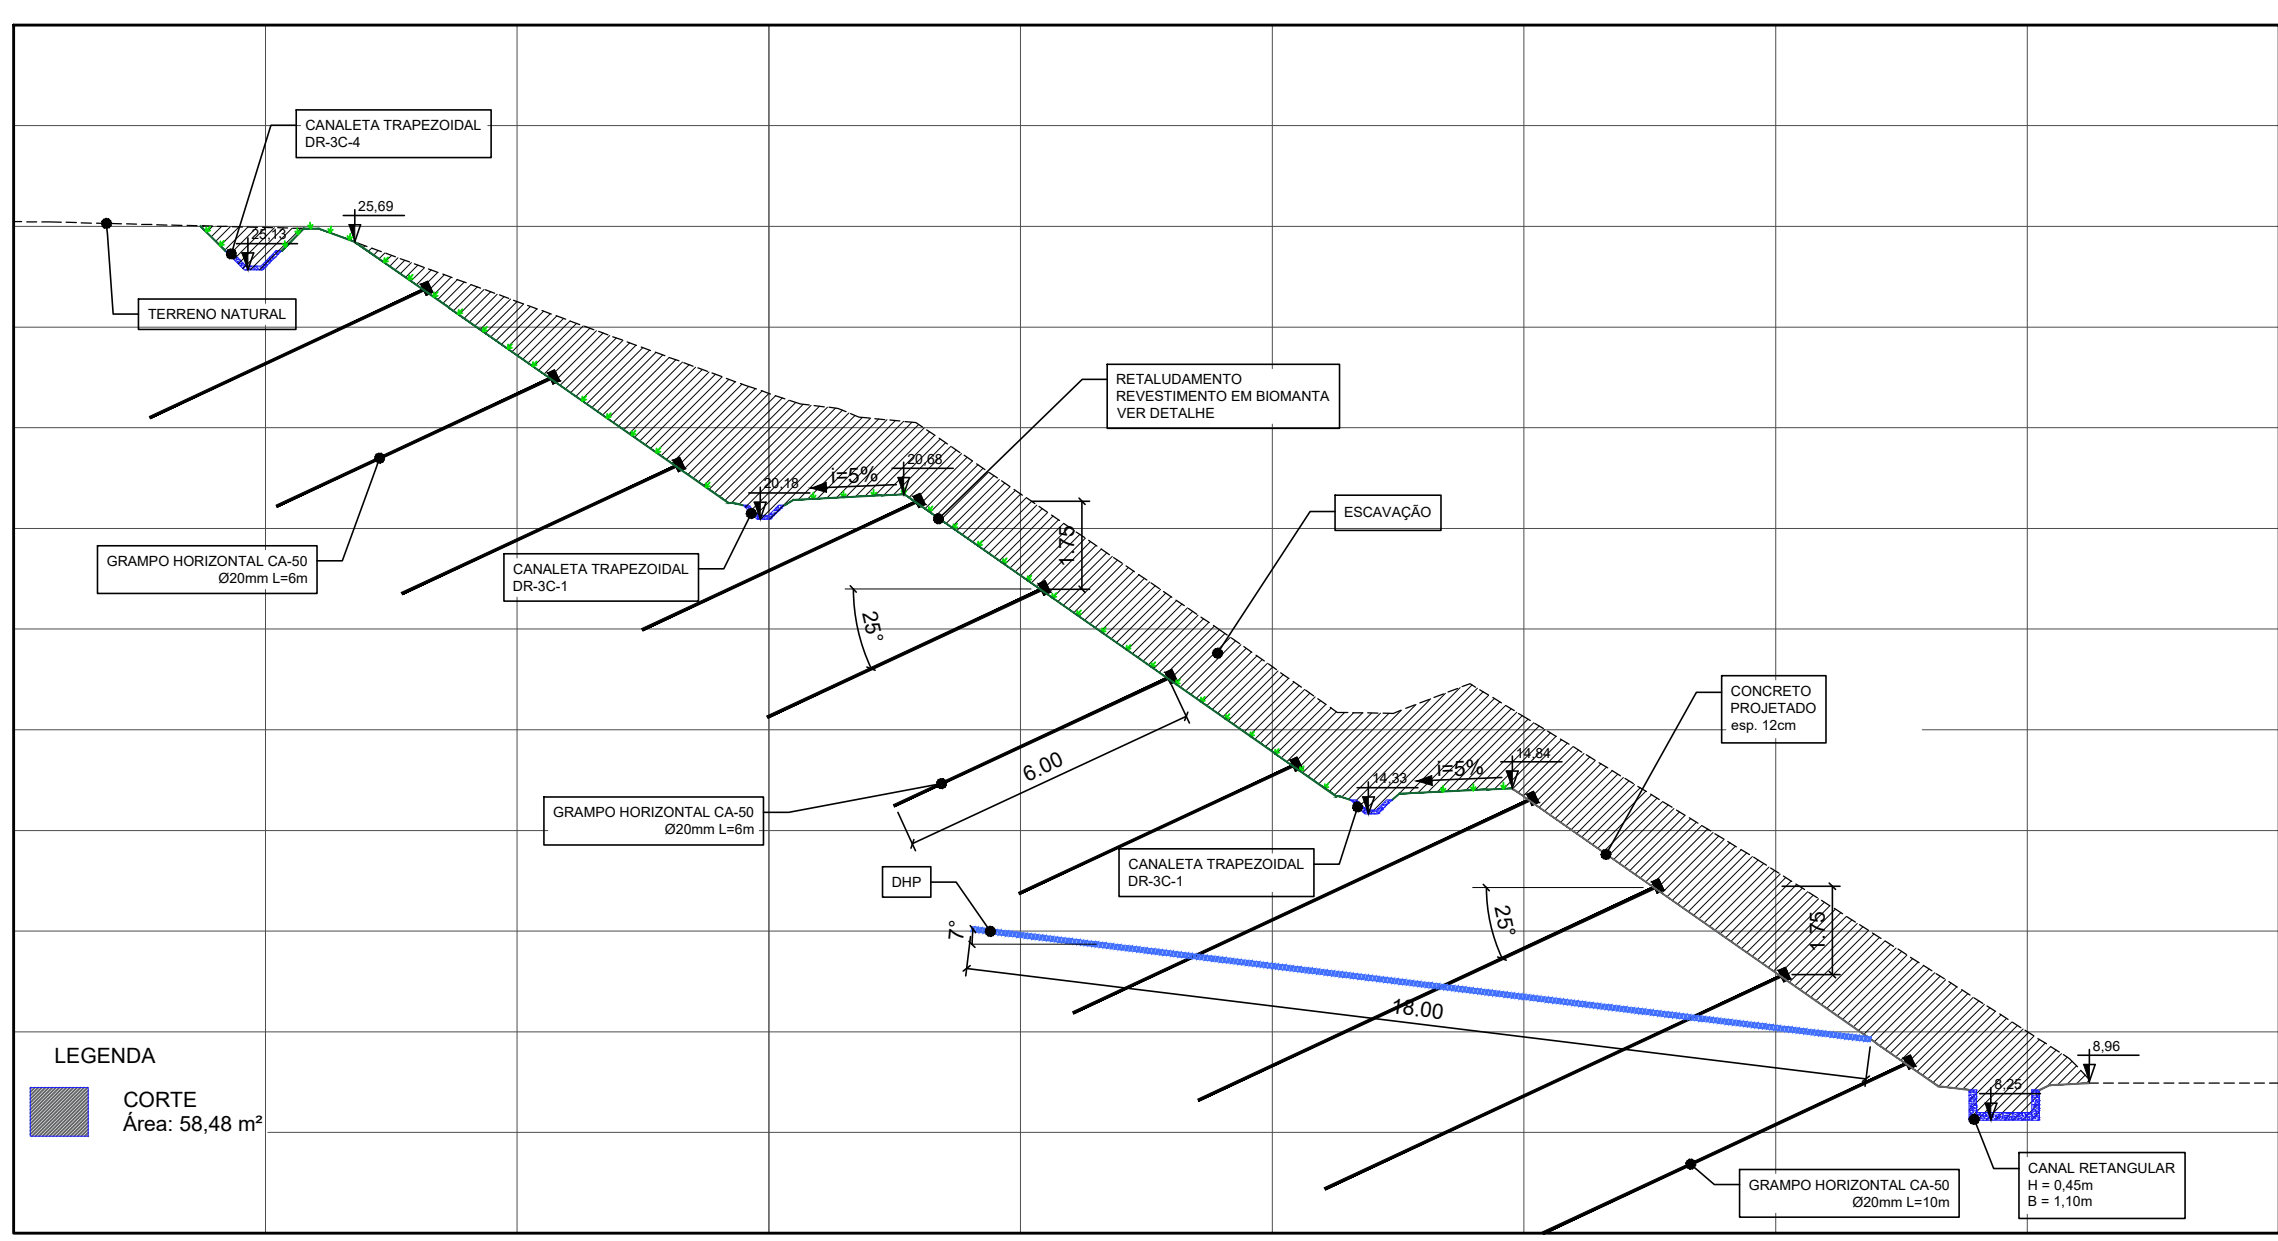 CANALETA TRAPEZOIDAL
DR-3C-4
25,69
25,13
TERRENO NATURAL
RETALUDAMENTO
REVESTIMENTO EM BIOMANTA
VER DETALHE
20,68
i=5%
20,18
1.75
ESCAVAÇÃO
GRAMPO HORIZONTAL CA-50
Ø20mm L=6m
CANALETA TRAPEZOIDAL
DR-3C-1
25°
CONCRETO
PROJETADO
esp. 12cm
14,84
i=5%
14,33
6.00
GRAMPO HORIZONTAL CA-50
Ø20mm L=6m
CANALETA TRAPEZOIDAL
DR-3C-1
DHP
7°
25°
1.75
18.00
8,96
8,25
LEGENDA
CORTE
Área: 58,48 m²
GRAMPO HORIZONTAL CA-50
Ø20mm L=10m
CANAL RETANGULAR
H = 0,45m
B = 1,10m